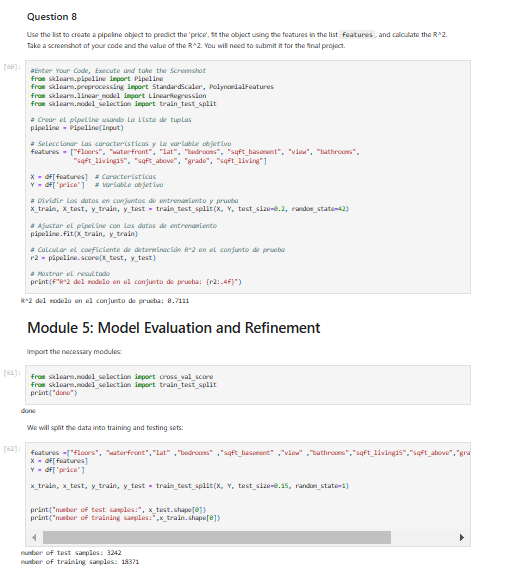 Question 8
Use the list to create a pipeline object to predict the 'price', fit the object using the features in the list features, and calculate the R^2.
Take a screenshot of your code and the value of the R^2. You will need to submit it for the final project.
[60]:
#Enter Your Code, Execute and take the Screenshot
from sklearn.pipeline import Pipeline
from sklearn.preprocessing import StandardScaler, PolynomialFeatures
from sklearn.linear_model import LinearRegression
from sklearn.model_selection import train_test_split
# Crear el pipeline usando la lista de tuplas
pipeline = Pipeline(Input)
# Seleccionar las características y la variable objetivo
features = ["floors", "waterfront", "lat", "bedrooms", "sqft_basement", "view", "bathrooms",
"sqft_living15", "sqft_above", "grade", "sqft_living"]
X = df[features] # Características
Y = df['price'] # Variable objetivo
# Dividir los datos en conjuntos de entrenamiento y prueba
X_train, X_test, y_train, y_test = train_test_split(X, Y, test_size=0.2, random_state=42)
# Ajustar el pipeline con los datos de entrenamiento
pipeline.fit(X_train, y_train)
# Calcular el coeficiente de determinación R^2 en el conjunto de prueba
r2 = pipeline.score(X_test, y_test)
# Mostrar el resultado
print(f"R^2 del modelo en el conjunto de prueba: {r2:.4f}")
R^2 del modelo en el conjunto de prueba: 0.7111
Module 5: Model Evaluation and Refinement
Import the necessary modules:
[61]:
from sklearn.model_selection import cross_val_score
from sklearn.model_selection import train_test_split
print("done")
done
We will split the data into training and testing sets:
[62]:
features =["floors", "waterfront","lat" ,"bedrooms" ,"sqft_basement" ,"view" ,"bathrooms","sqft_living15","sqft_above","gra
X = df[features]
Y = df['price']
x_train, x_test, y_train, y_test = train_test_split(X, Y, test_size=0.15, random_state=1)
print("number of test samples:", x_test.shape[0])
print("number of training samples:",x_train.shape[0])
number of test samples: 3242
number of training samples: 18371